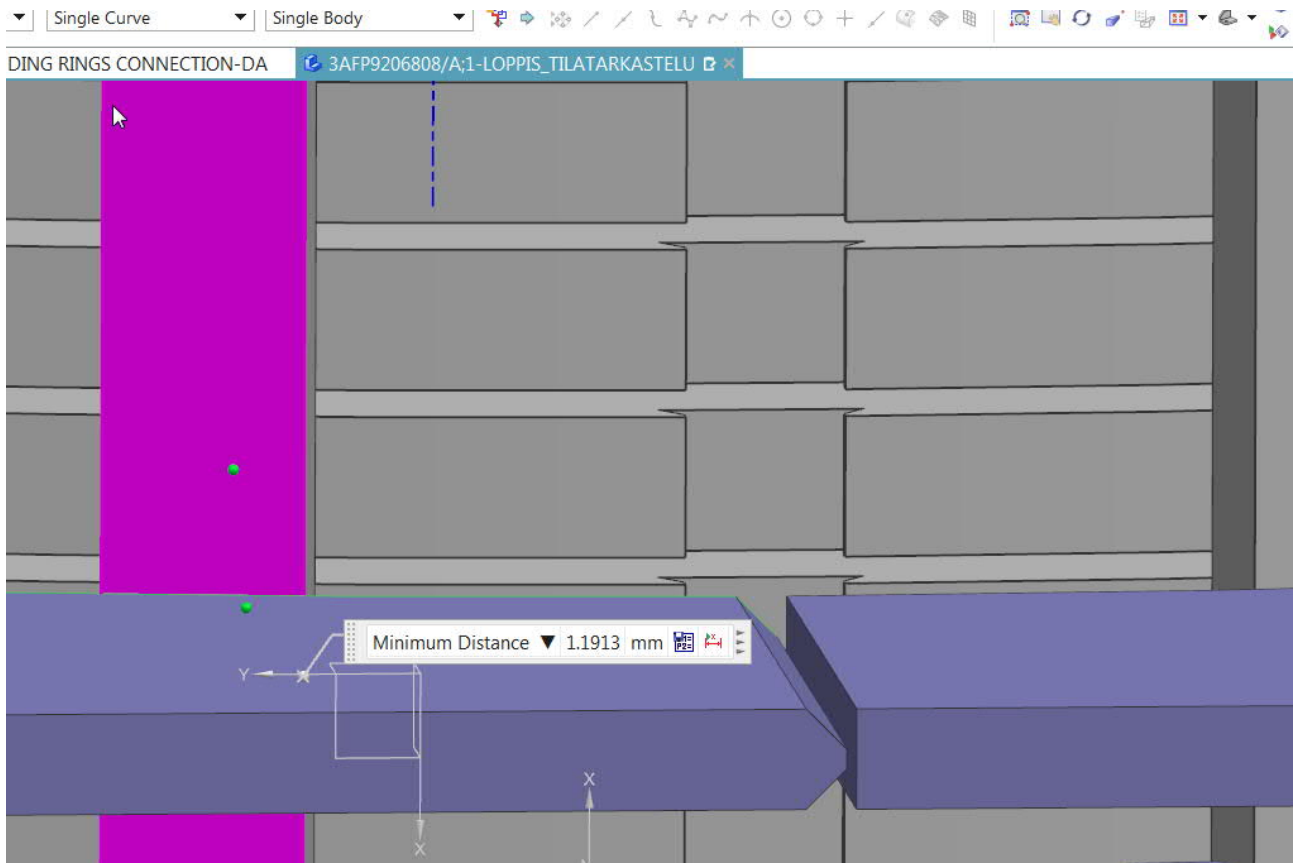 Single Curve Single Body
DING RINGS CONNECTION-DA 3AFP9206808/A;1-LOPPIS_TILATARKASTELU
Minimum Distance 1.1913 mm
Y
X
X